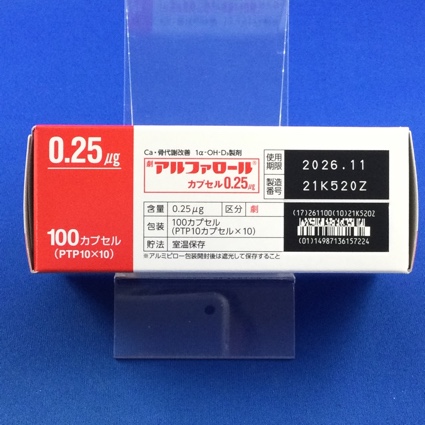 0.25μg
100カプセル
(PTP10×10)
Ca・骨代謝改善 1α-OH-D₃製剤
劇 アルファロール®
カプセル0.25μg
含量 0.25μg 区分 劇
包装 100カプセル
(PTP10カプセル×10)
貯法 室温保存
※アルミピロー包装開封後は遮光して保存すること
使用期限 2026.11
製造番号 21K520Z
(17)261100(10)21K520Z
(01)14987136157224